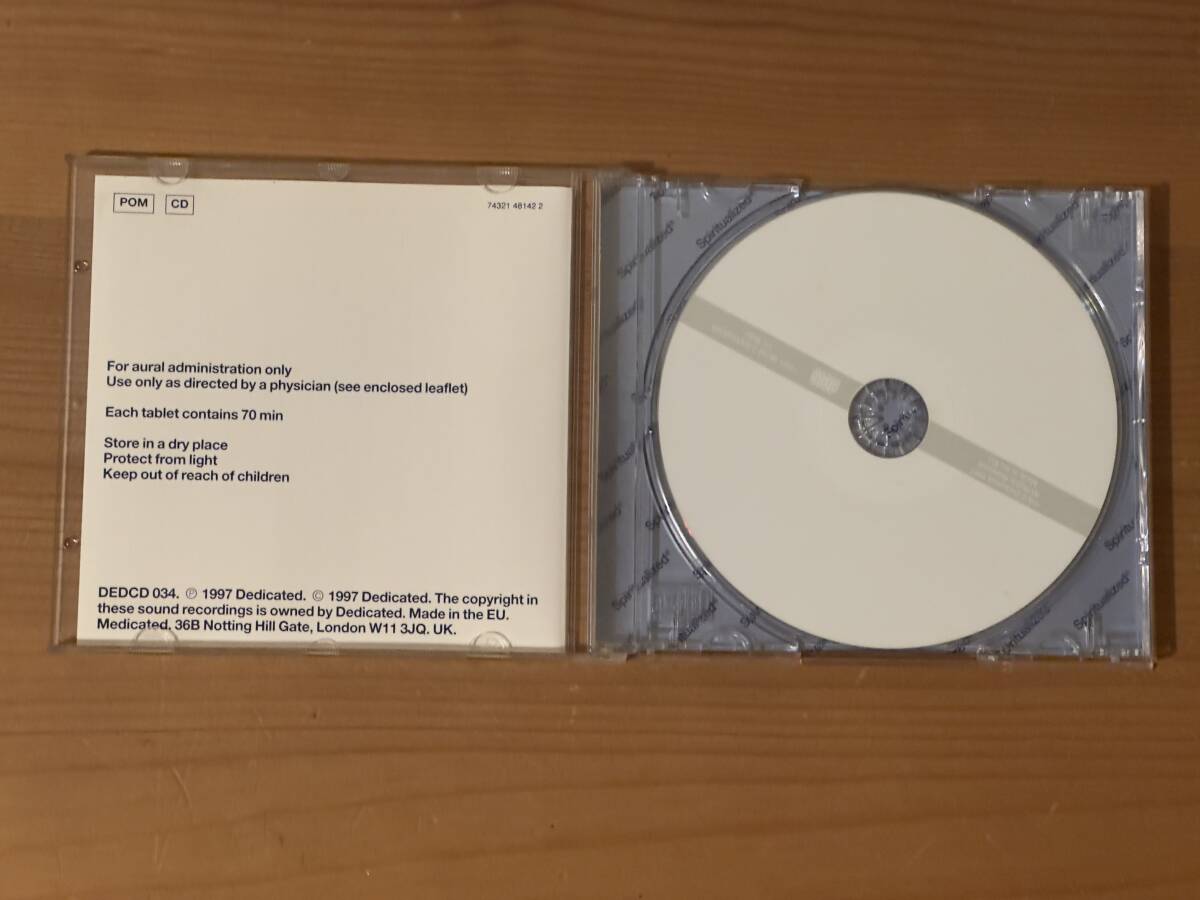 POM CD
74321 48142 2
For aural administration only
Use only as directed by a physician (see enclosed leaflet)
Each tablet contains 70 min
Store in a dry place
Protect from light
Keep out of reach of children
DEDCD 034. ℗ 1997 Dedicated. © 1997 Dedicated. The copyright in
these sound recordings is owned by Dedicated. Made in the EU.
Medicated. 36B Notting Hill Gate, London W11 3JQ. UK.
Spiritualized®
Spiritualized
Spiritualized®
Spiritualized®
Spiritualized®
Spiritualized®